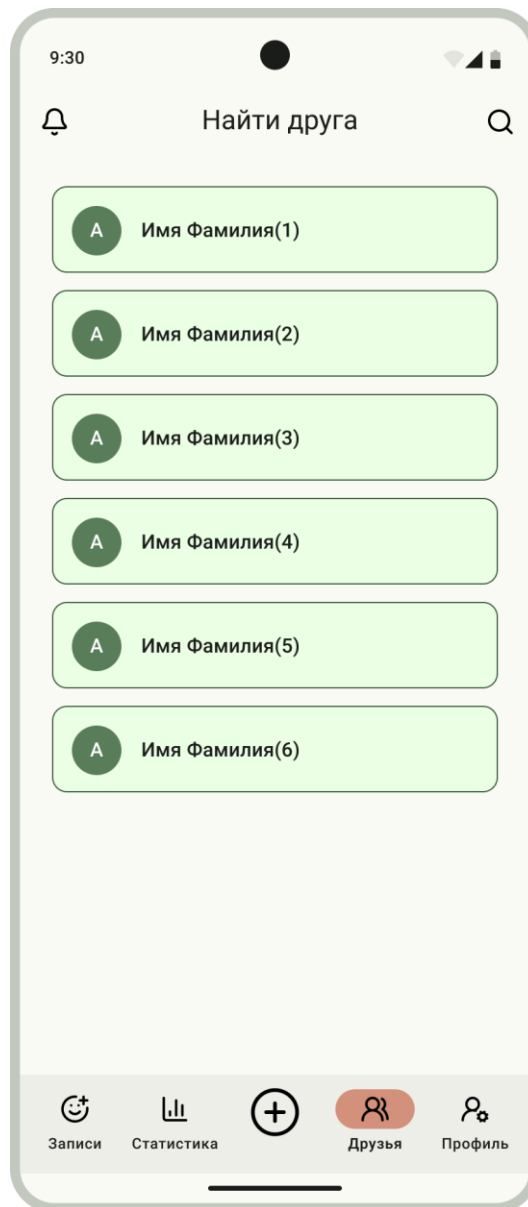 9:30
Найти друга
A
Имя Фамилия(1)
A
Имя Фамилия(2)
A
Имя Фамилия(3)
A
Имя Фамилия(4)
A
Имя Фамилия(5)
A
Имя Фамилия(6)
Записи
Статистика
Друзья
Профиль